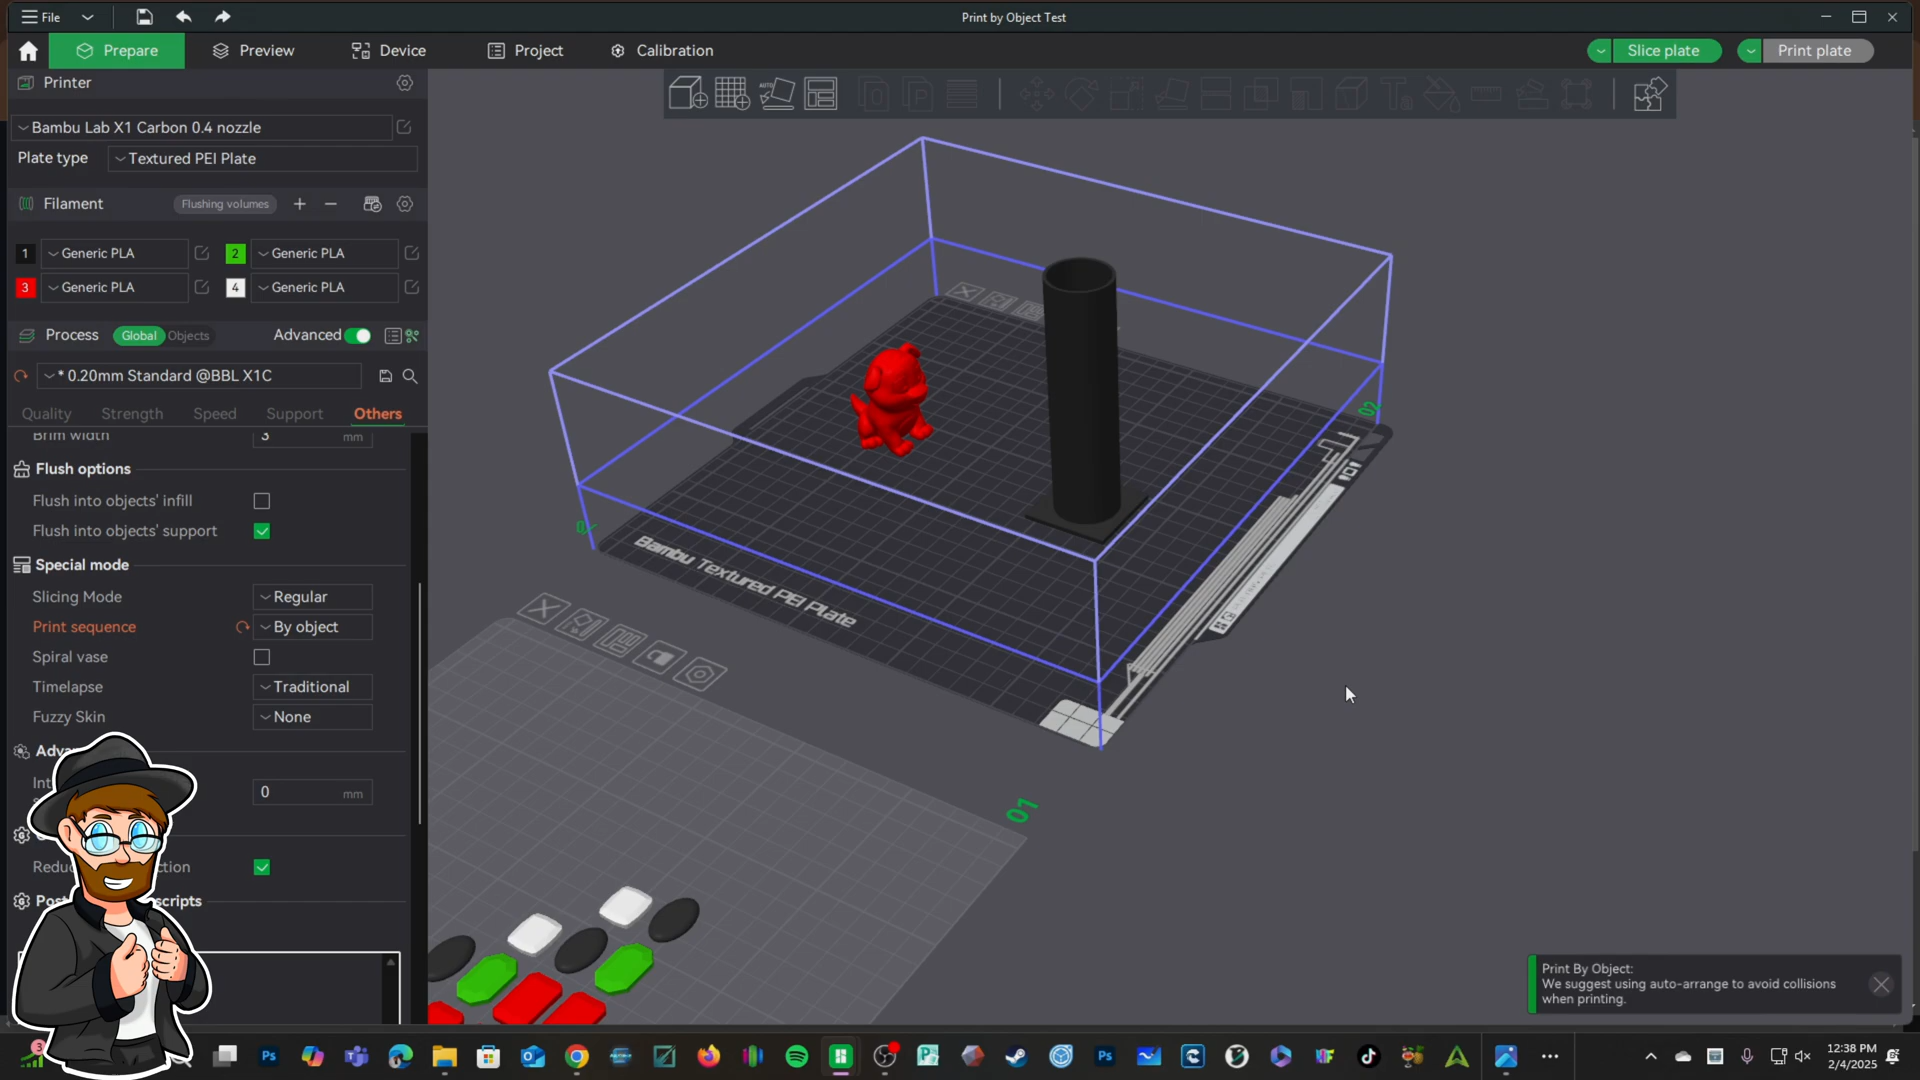 File
Print by Object Test
Prepare
Preview
Device
Project
Calibration
Slice plate
Print plate
Printer
Bambu Lab X1 Carbon 0.4 nozzle
Plate type
Textured PEI Plate
Filament
Flushing volumes
1
Generic PLA
2
Generic PLA
3
Generic PLA
4
Generic PLA
Process
Global
Objects
Advanced
* 0.20mm Standard @BBL X1C
Quality
Strength
Speed
Support
Others
Brim width
3
mm
Flush options
Flush into objects' infill
Flush into objects' support
Special mode
Slicing Mode
Regular
Print sequence
By object
Spiral vase
Timelapse
Traditional
Fuzzy Skin
None
0
mm
scripts
AUTO
02
Bambu Textured PEI Plate
01
Print By Object:
We suggest using auto-arrange to avoid collisions
when printing.
3
12:38 PM
2/4/2025